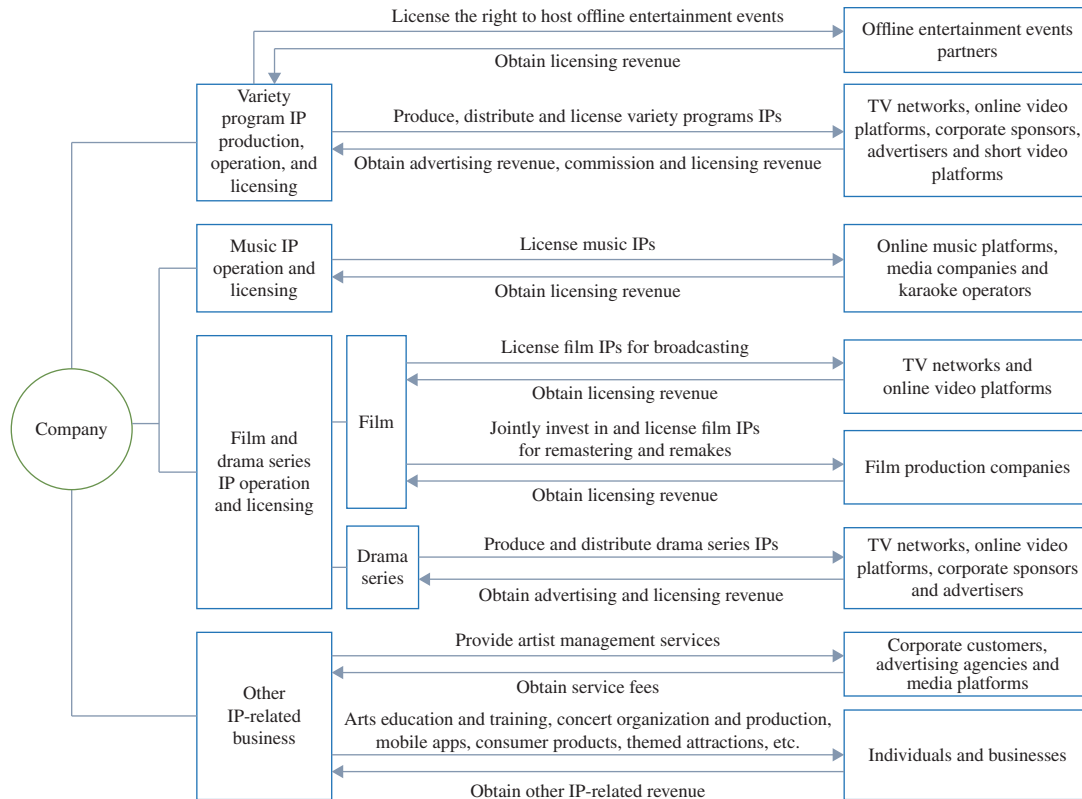 License the right to host offline entertainment events
Obtain licensing revenue
Offline entertainment events
partners
Variety
program IP
production,
operation, and
licensing
Produce, distribute and license variety programs IPs
Obtain advertising revenue, commission and licensing revenue
TV networks, online video
platforms, corporate sponsors,
advertisers and short video
platforms
Music IP
operation and
licensing
License music IPs
Obtain licensing revenue
Online music platforms,
media companies and
karaoke operators
Company
Film and
drama series
IP operation
and licensing
Film
License film IPs for broadcasting
Obtain licensing revenue
TV networks and
online video platforms
Jointly invest in and license film IPs
for remastering and remakes
Obtain licensing revenue
Film production companies
Drama
series
Produce and distribute drama series IPs
Obtain advertising and licensing revenue
TV networks, online video
platforms, corporate sponsors
and advertisers
Other
IP-related
business
Provide artist management services
Obtain service fees
Corporate customers,
advertising agencies and
media platforms
Arts education and training, concert organization and production,
mobile apps, consumer products, themed attractions, etc.
Obtain other IP-related revenue
Individuals and businesses